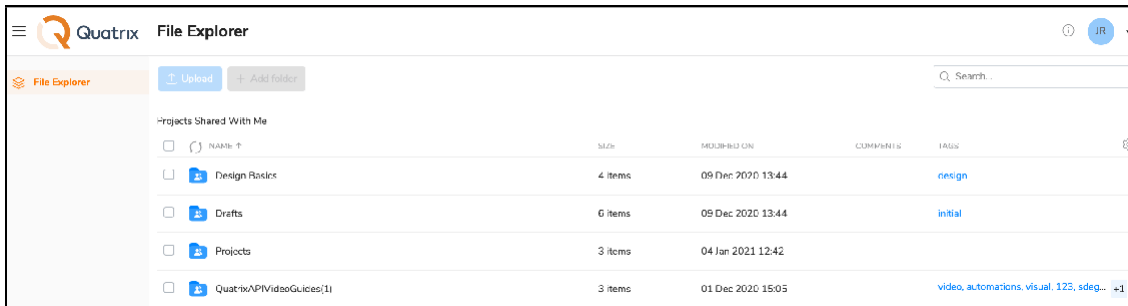 Quatrix File Explorer JR
File Explorer
Upload + Add folder Search...
Projects Shared With Me
NAME ↑ SIZE MODIFIED ON COMMENTS TAGS
Design Basics 4 items 09 Dec 2020 13:44 design
Drafts 6 items 09 Dec 2020 13:44 initial
Projects 3 items 04 Jan 2021 12:42
QuatrixAPIVideoGuides(1) 3 items 01 Dec 2020 15:05 video, automations, visual, 123, sdeg... +1